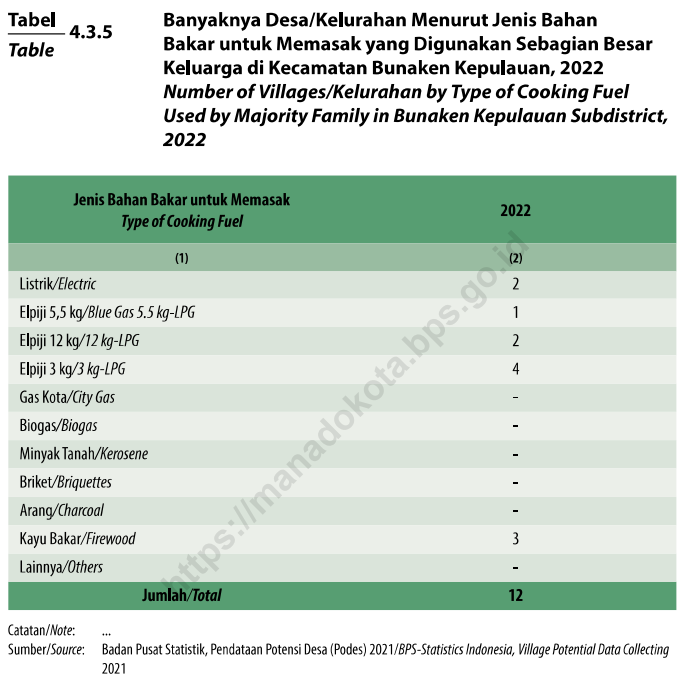 Tabel 4.3.5
Table
Banyaknya Desa/Kelurahan Menurut Jenis Bahan
Bakar untuk Memasak yang Digunakan Sebagian Besar
Keluarga di Kecamatan Bunaken Kepulauan, 2022
Number of Villages/Kelurahan by Type of Cooking Fuel
Used by Majority Family in Bunaken Kepulauan Subdistrict,
2022
Jenis Bahan Bakar untuk Memasak
Type of Cooking Fuel
2022
(1) (2)
Listrik/Electric 2
Elpiji 5,5 kg/Blue Gas 5.5 kg-LPG 1
Elpiji 12 kg/12 kg-LPG 2
Elpiji 3 kg/3 kg-LPG 4
Gas Kota/City Gas -
Biogas/Biogas -
Minyak Tanah/Kerosene -
Briket/Briquettes -
Arang/Charcoal -
Kayu Bakar/Firewood 3
Lainnya/Others -
Jumlah/Total 12
Catatan/Note: ...
Sumber/Source: Badan Pusat Statistik, Pendataan Potensi Desa (Podes) 2021/BPS-Statistics Indonesia, Village Potential Data Collecting
2021
https://manadokota.bps.go.id